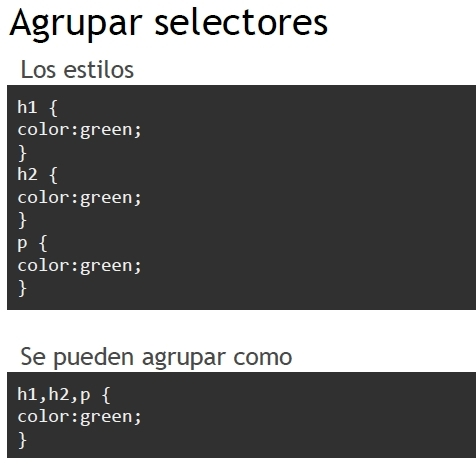 Agrupar selectores
Los estilos
h1 {
color:green;
}
h2 {
color:green;
}
p {
color:green;
}
Se pueden agrupar como
h1,h2,p {
color:green;
}